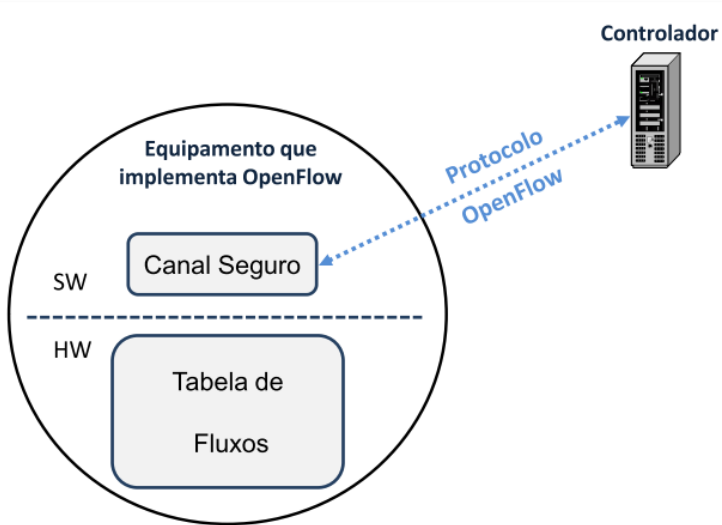 Controlador
Equipamento que
implementa OpenFlow
Protocolo
OpenFlow
Canal Seguro
SW
HW
Tabela de
Fluxos